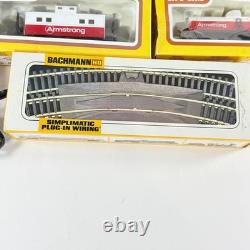 Armstrong
Armstrong
BACHMANN HO
SIMPLIMATIC
PLUG-IN WIRING